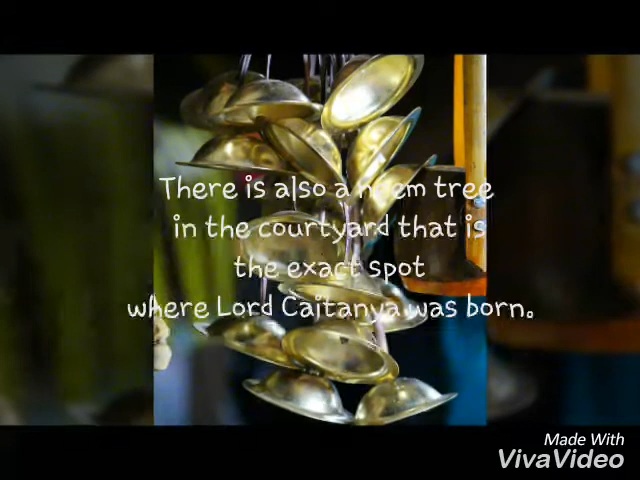 There is also a neem tree
in the courtyard that is
the exact spot
where Lord Caitanya was born.
Made With
VivaVideo